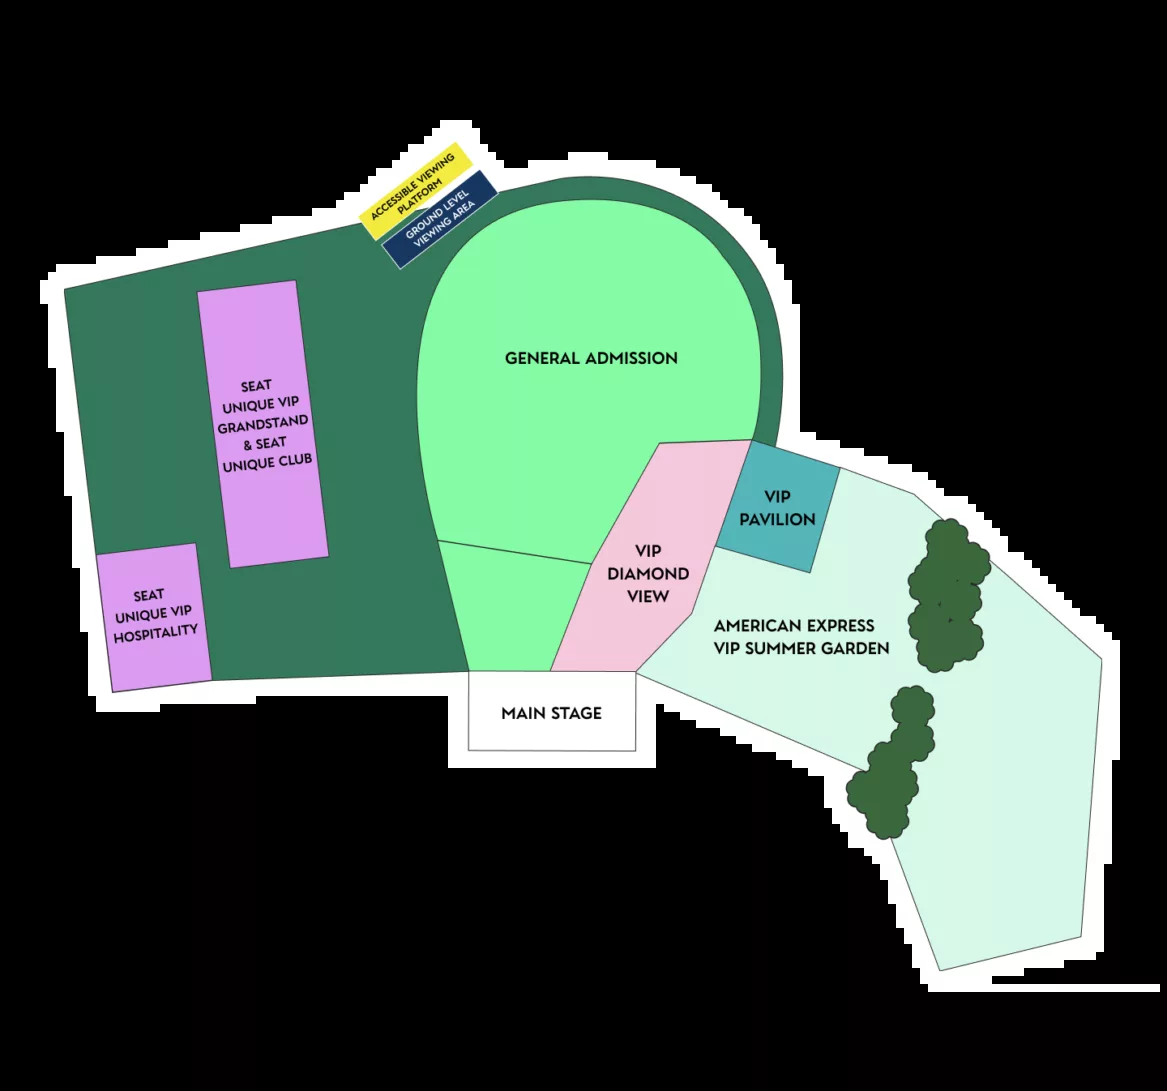 ACCESSIBLE VIEWING
PLATFORM
GROUND LEVEL
VIEWING AREA
GENERAL ADMISSION
SEAT
UNIQUE VIP
GRANDSTAND
& SEAT
UNIQUE CLUB
VIP
PAVILION
VIP
DIAMOND
VIEW
SEAT
UNIQUE VIP
HOSPITALITY
AMERICAN EXPRESS
VIP SUMMER GARDEN
MAIN STAGE